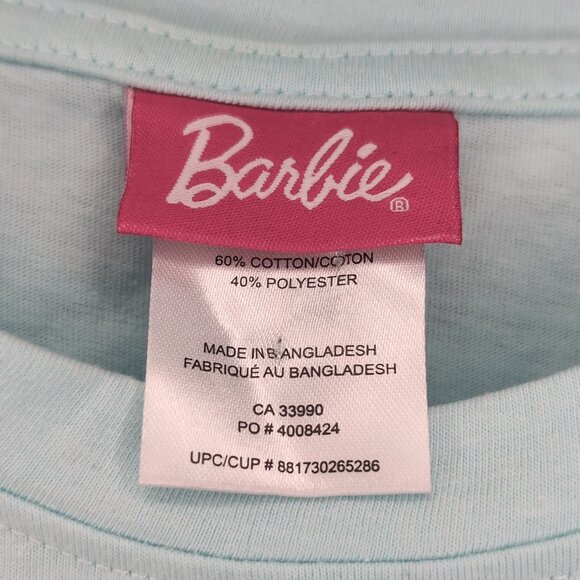 Barbie®
60% COTTON/COTON
40% POLYESTER
MADE IN BANGLADESH
FABRIQUÉ AU BANGLADESH
CA 33990
PO # 4008424
UPC/CUP # 881730265286